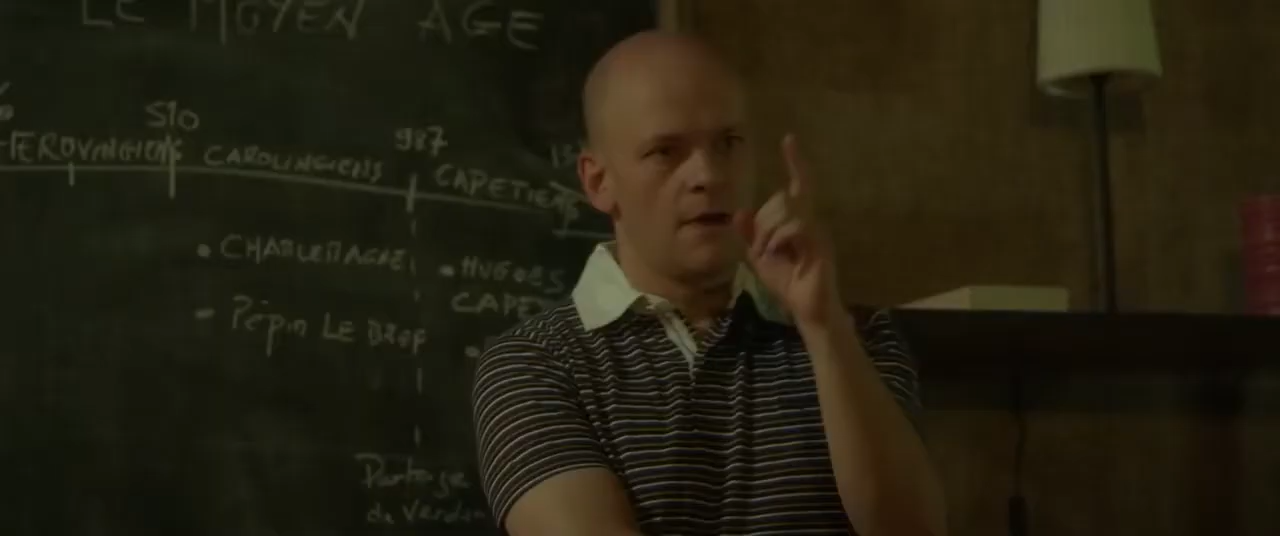 LE MOYEN AGE
510
987
MEROVINGIENS
CAROLINGIENS
CAPETIENS
• CHARLEMAGNE
• HUGUES
CAPET
- Pépin LE BREF
Partage
de Verdun